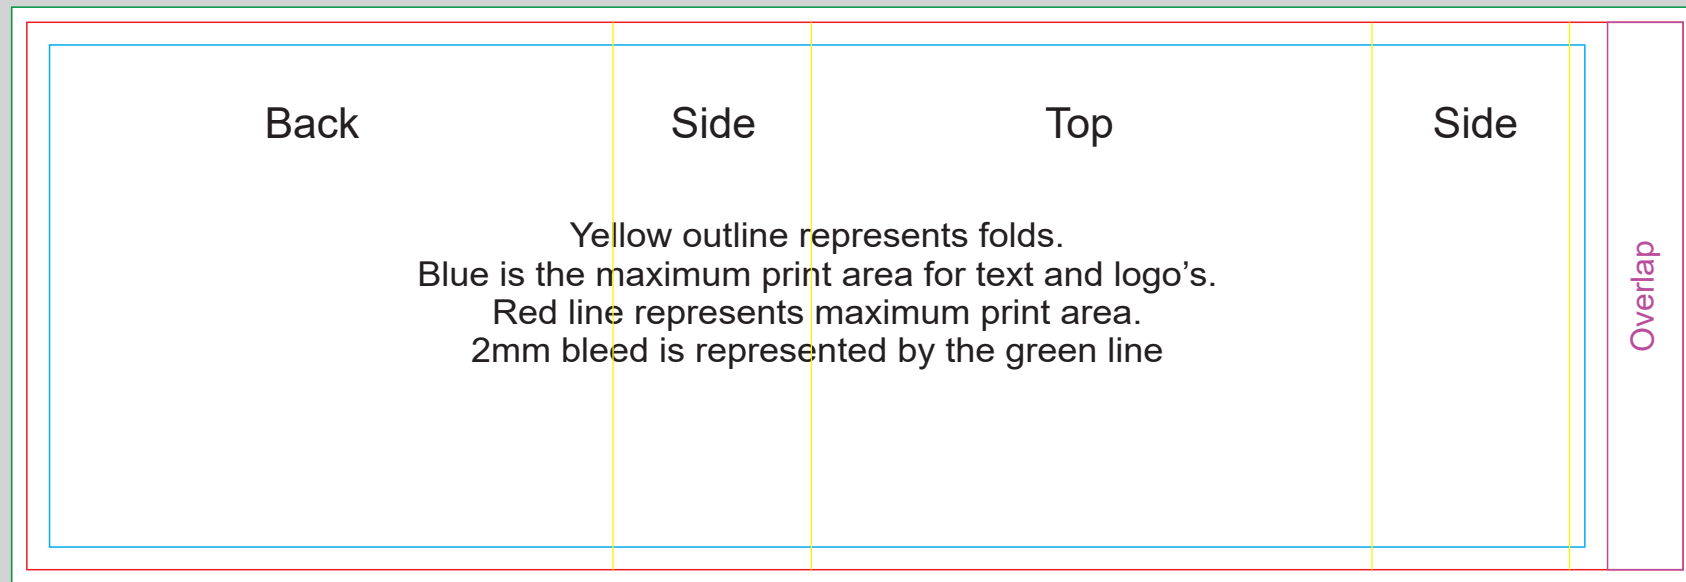 Back
Side
Top
Side
Yellow outline represents folds.
Blue is the maximum print area for text and logo’s.
Red line represents maximum print area.
2mm bleed is represented by the green line
Overlap